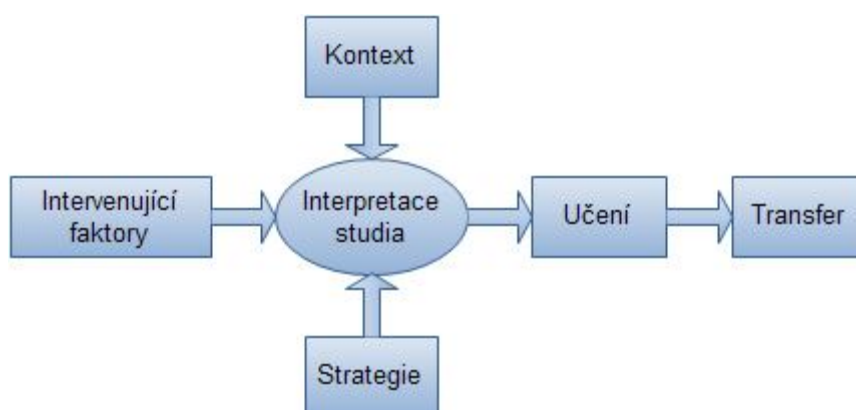 Kontext
Intervenující
faktory
Interpretace
studia
Učení
Transfer
Strategie